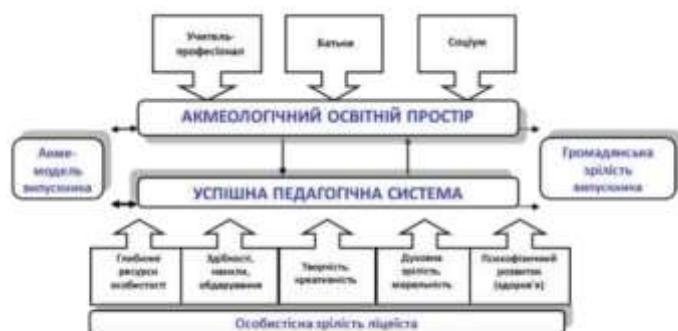 Учитель-
професіонал
Батьки
Соціум
АКМЕОЛОГІЧНИЙ ОСВІТНІЙ ПРОСТІР
Акме-
модель
випускника
Громадянська
зрілість
випускника
УСПІШНА ПЕДАГОГІЧНА СИСТЕМА
Глибинні
ресурси
особистості
Здібності,
нахили,
обдарування
Творчість,
креативність
Духовна
зрілість,
моральність
Психофізичний
розвиток
(здоров'я)
Особистісна зрілість ліцеїста